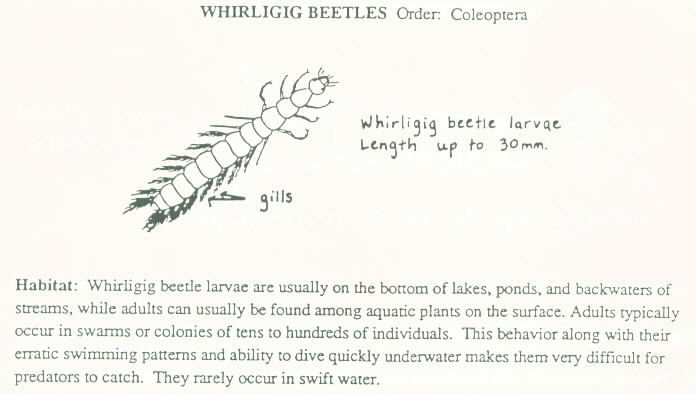 WHIRLIGIG BEETLES Order: Coleoptera
Whirligig beetle larvae
Length up to 30mm.
gills
Habitat: Whirligig beetle larvae are usually on the bottom of lakes, ponds, and backwaters of
streams, while adults can usually be found among aquatic plants on the surface. Adults typically
occur in swarms or colonies of tens to hundreds of individuals. This behavior along with their
erratic swimming patterns and ability to dive quickly underwater makes them very difficult for
predators to catch. They rarely occur in swift water.